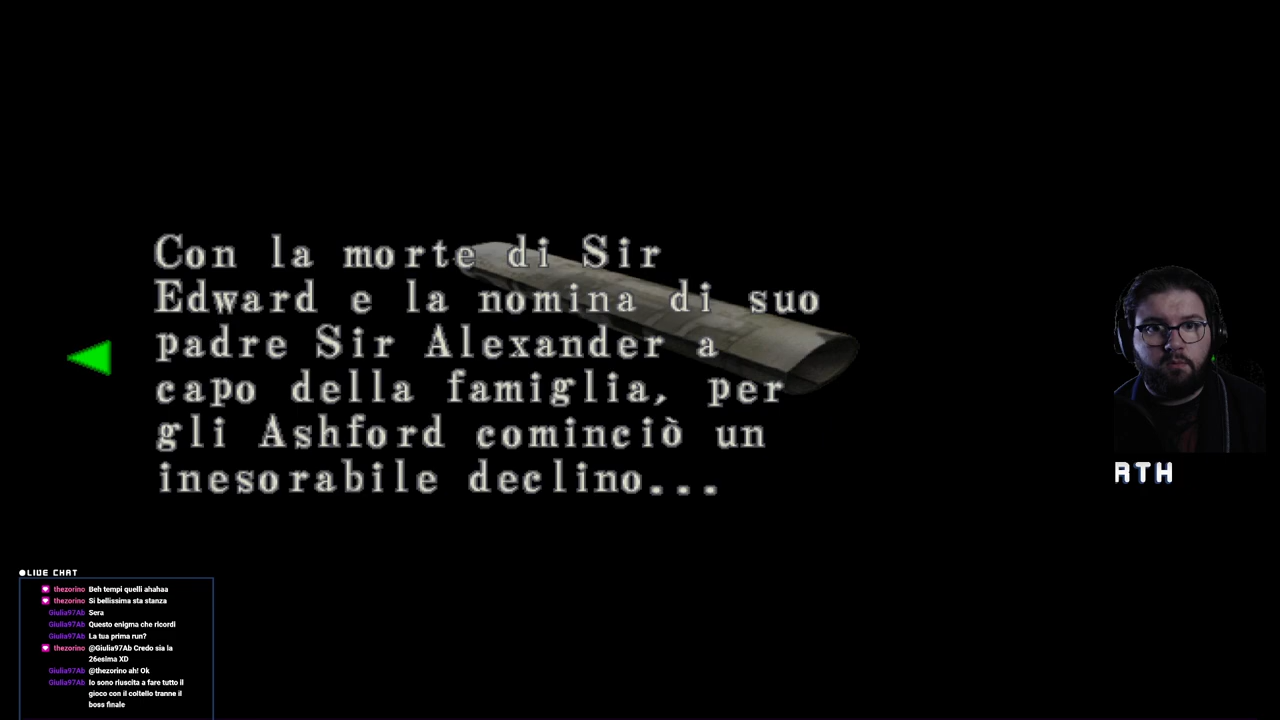 Con la morte di Sir
Edward e la nomina di suo
padre Sir Alexander a
capo della famiglia, per
gli Ashford cominciò un
inesorabile declino...
ATH
LIVE CHAT
thezorino Beh tempi quelli ahahaa
thezorino Si bellissima sta stanza
Giulia97Ab Sera
Giulia97Ab Questo enigma che ricordi
Giulia97Ab La tua prima run?
thezorino @Giulia97Ab Credo sia la
26esima XD
Giulia97Ab @thezorino ah! Ok
Giulia97Ab Io sono riuscita a fare tutto il
gioco con il coltello tranne il
boss finale